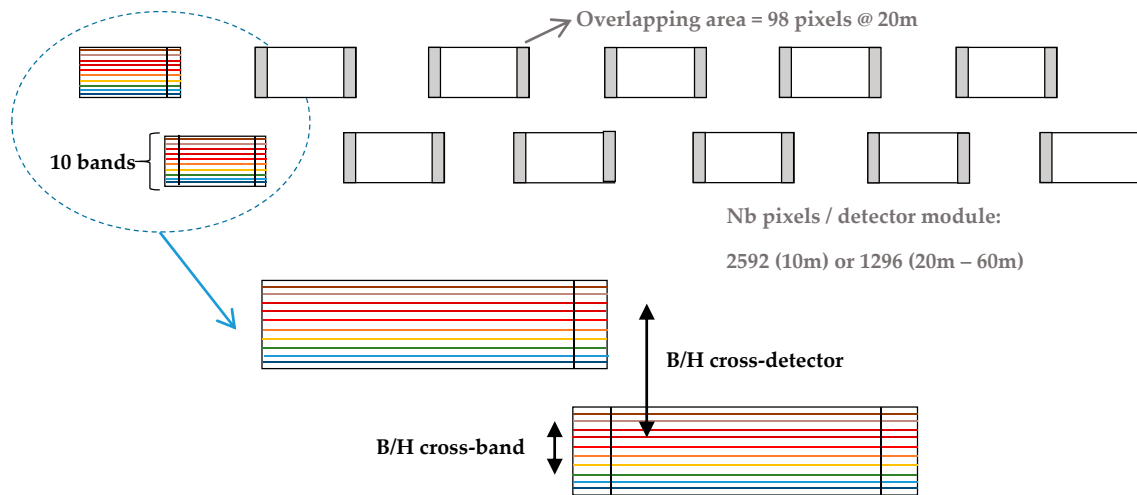 Overlapping area = 98 pixels @ 20m
10 bands
Nb pixels / detector module:
2592 (10m) or 1296 (20m – 60m)
B/H cross-detector
B/H cross-band